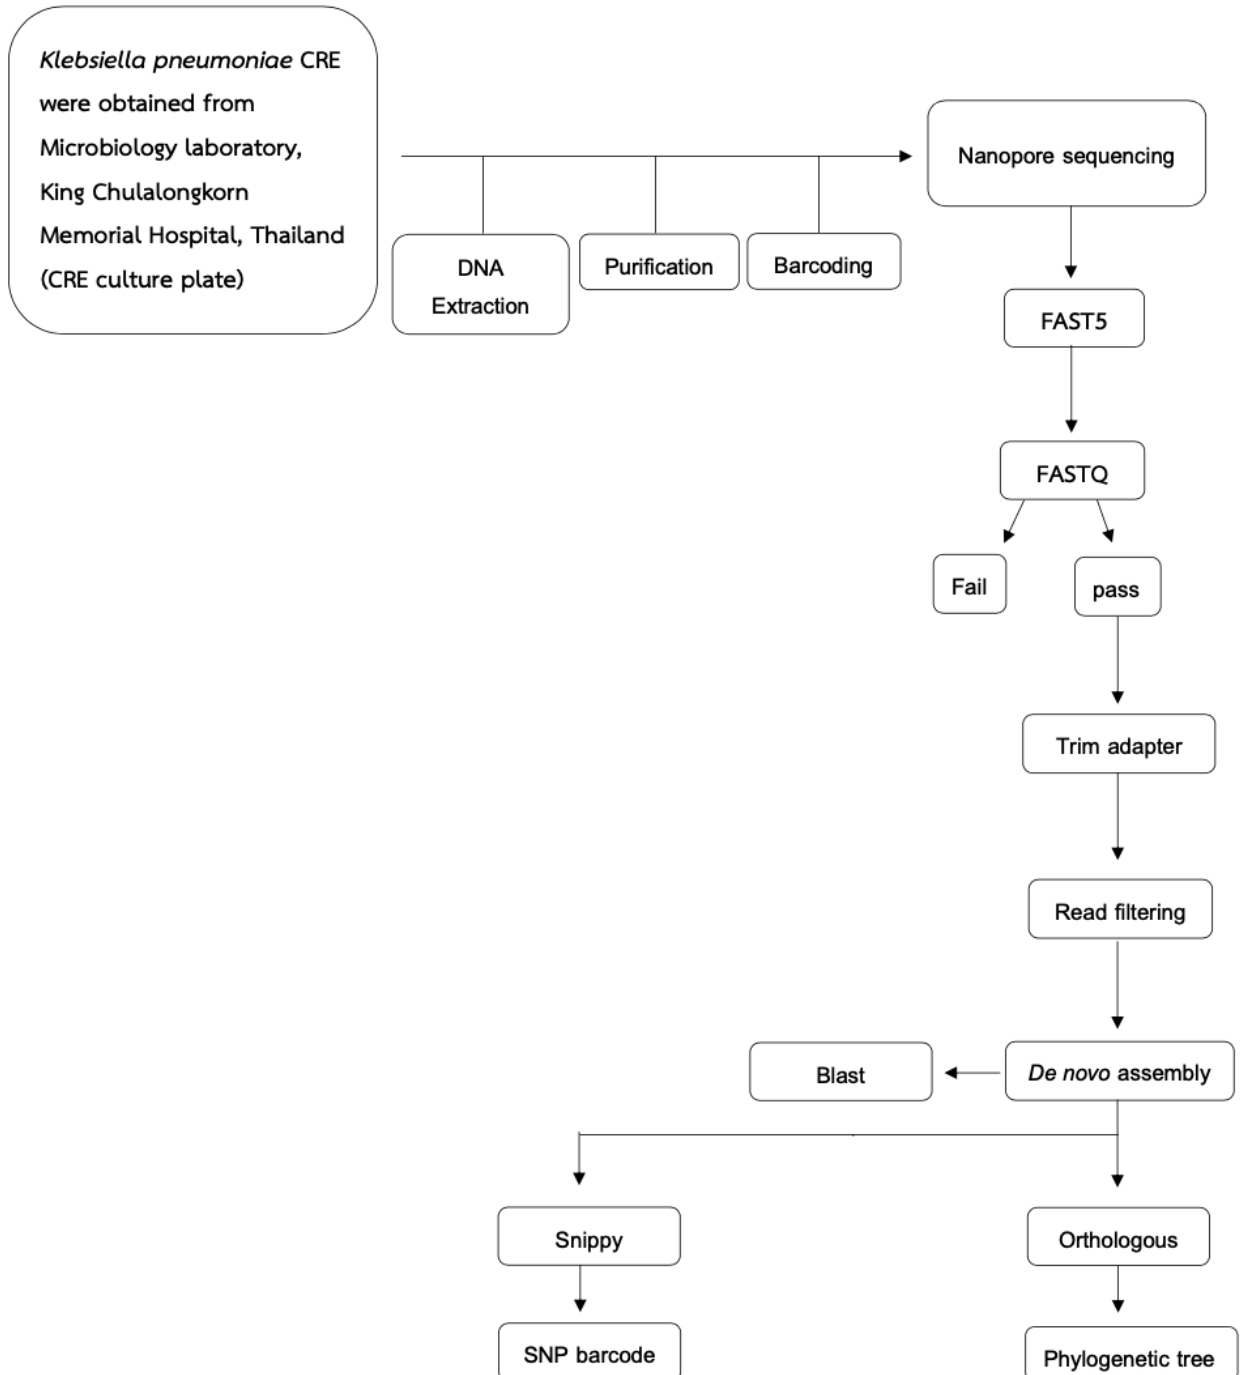 Klebsiella pneumoniae CRE
were obtained from
Microbiology laboratory,
King Chulalongkorn
Memorial Hospital, Thailand
(CRE culture plate)
DNA
Extraction
Purification
Barcoding
Nanopore sequencing
FAST5
FASTQ
Fail
pass
Trim adapter
Read filtering
De novo assembly
Blast
Snippy
Orthologous
SNP barcode
Phylogenetic tree